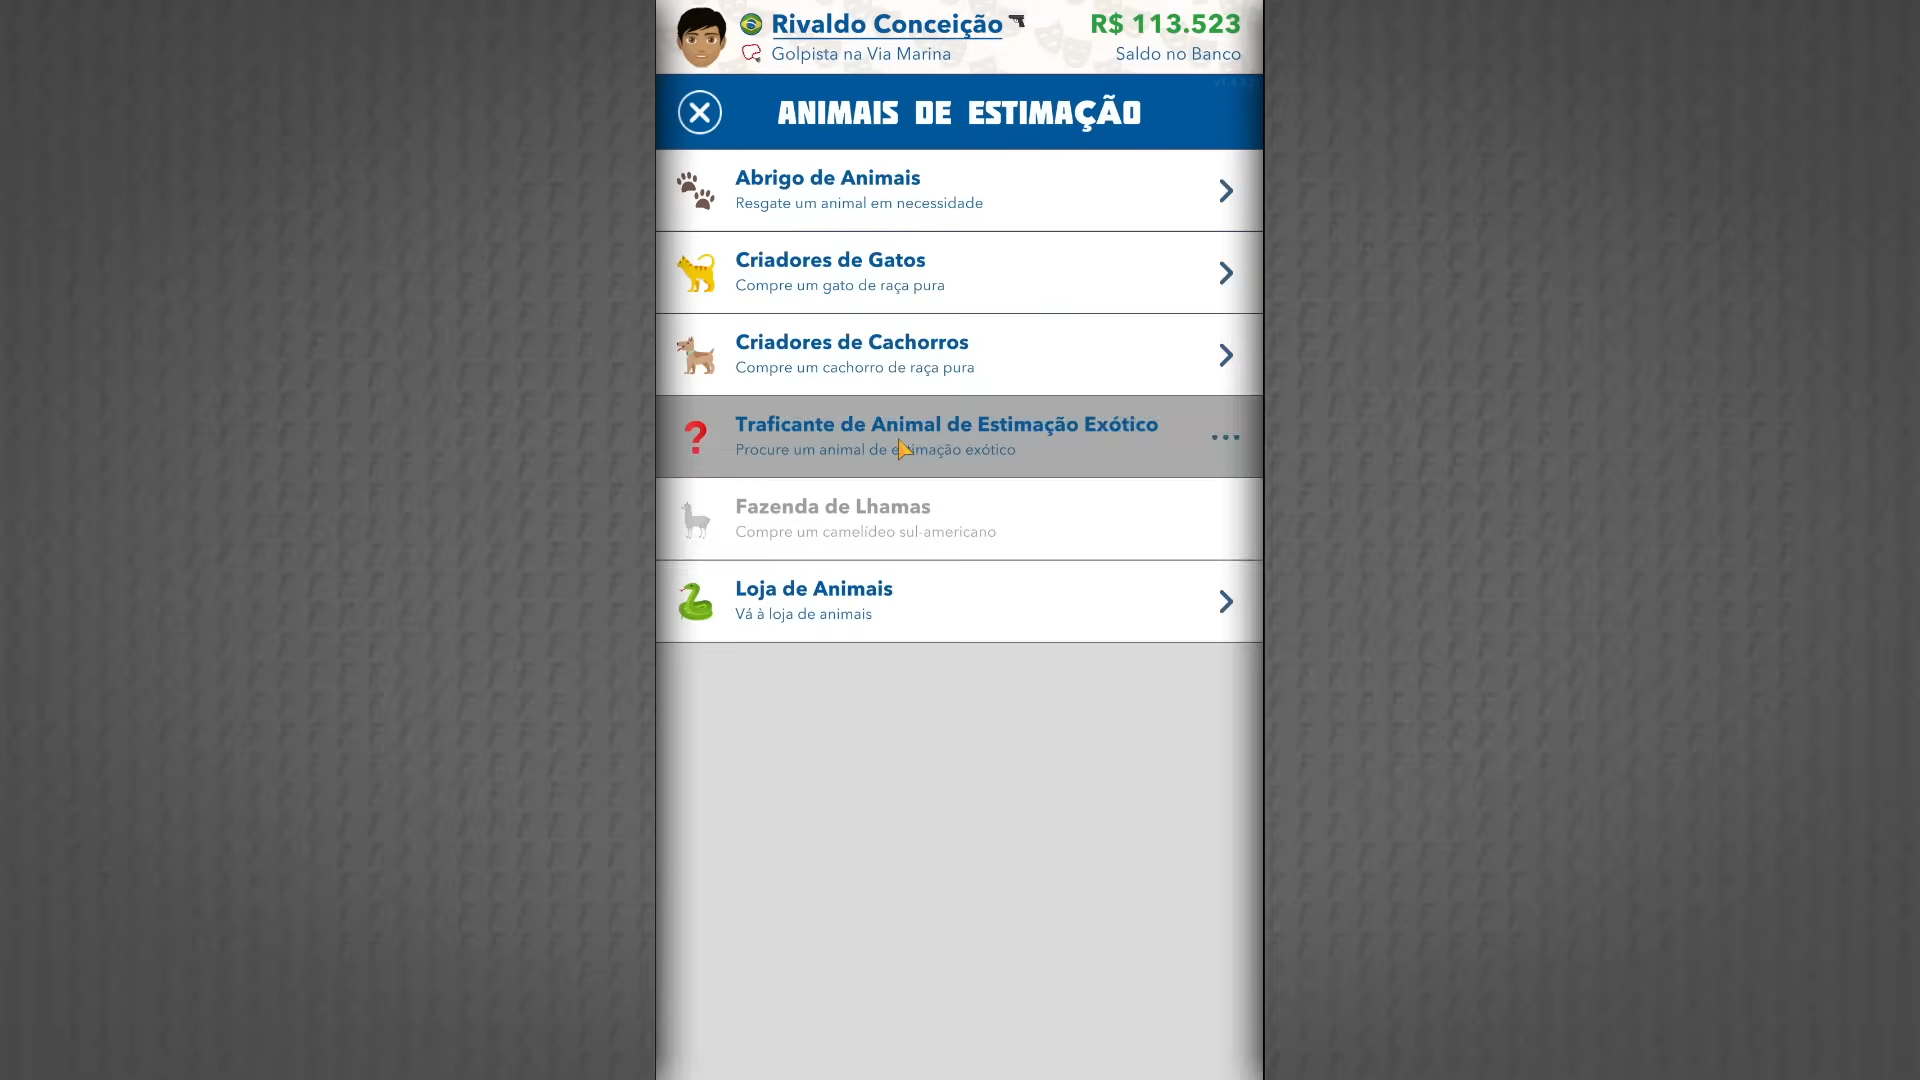 Rivaldo Conceição
R$ 113.523
Golpista na Via Marina
Saldo no Banco
ANIMAIS DE ESTIMAÇÃO
Abrigo de Animais
Resgate um animal em necessidade
Criadores de Gatos
Compre um gato de raça pura
Criadores de Cachorros
Compre um cachorro de raça pura
Traficante de Animal de Estimação Exótico
Procure um animal de estimação exótico
Fazenda de Lhamas
Compre um camelídeo sul-americano
Loja de Animais
Vá à loja de animais